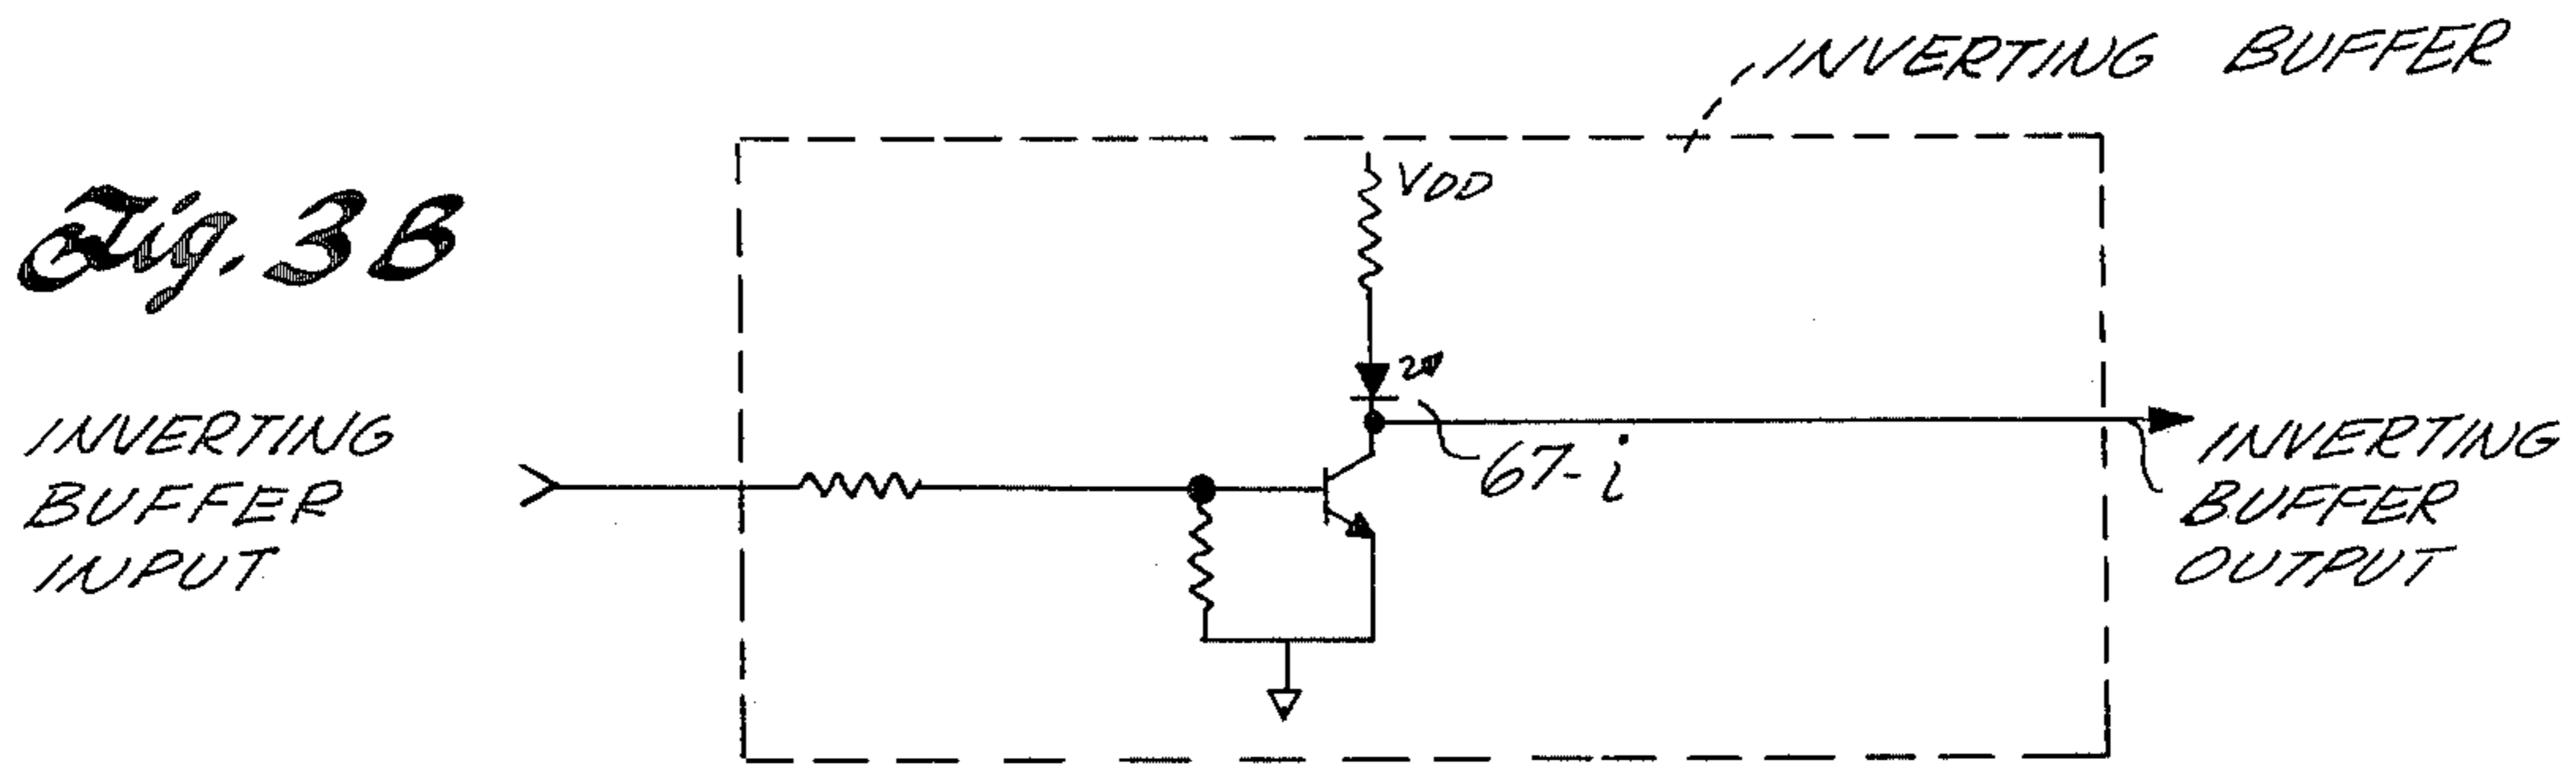 INVERTING BUFFER
VDD
Fig. 3B
INVERTING
BUFFER
INPUT
67-i
INVERTING
BUFFER
OUTPUT